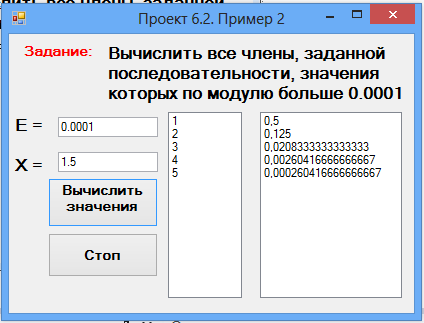 Проект 6.2. Пример 2
Задание:
Вычислить все члены, заданной
последовательности, значения
которых по модулю больше 0.0001
E =
0.0001
X =
1.5
Вычислить
значения
Стоп
1
2
3
4
5
0,5
0,125
0,0208333333333333
0,00260416666666667
0,000260416666666667